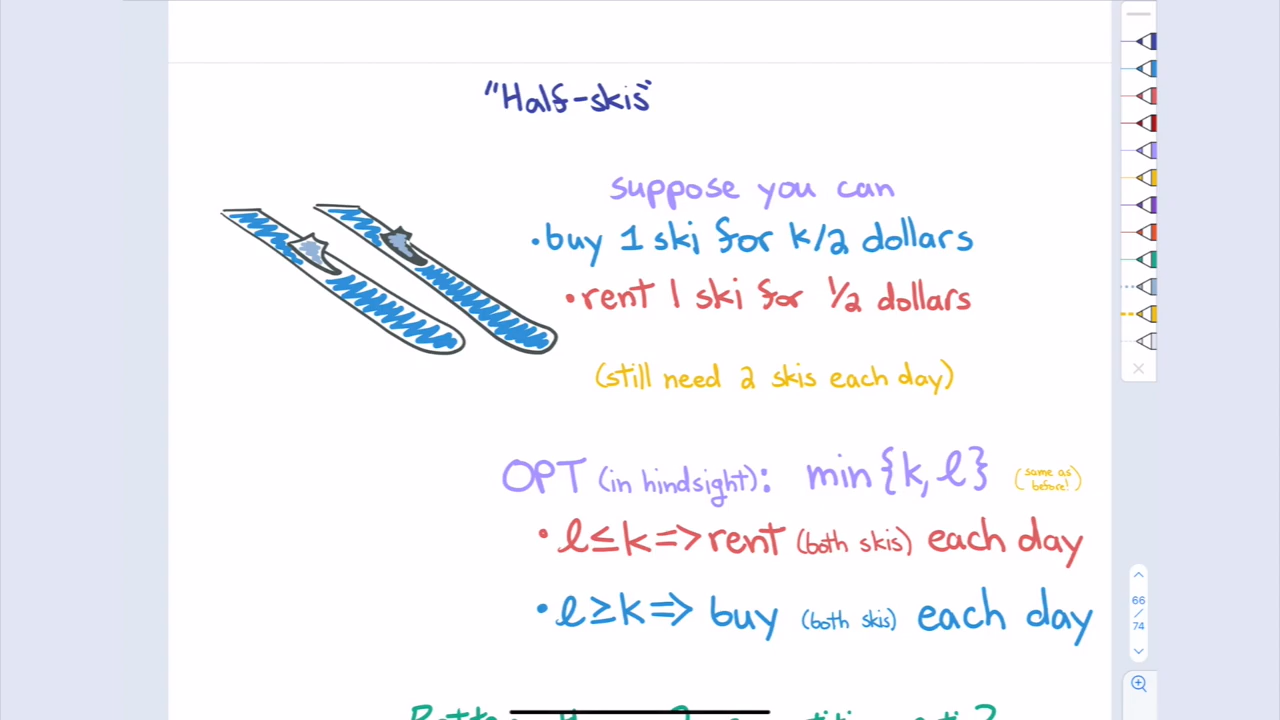 "Half-skis"
suppose you can
•buy 1 ski for k/2 dollars
•rent 1 ski for 1/2 dollars
(still need 2 skis each day)
OPT (in hindsight): min{k, ℓ} (same as before!)
•ℓ≤k=>rent (both skis) each day
•ℓ≥k=> buy (both skis) each day
66
/
74